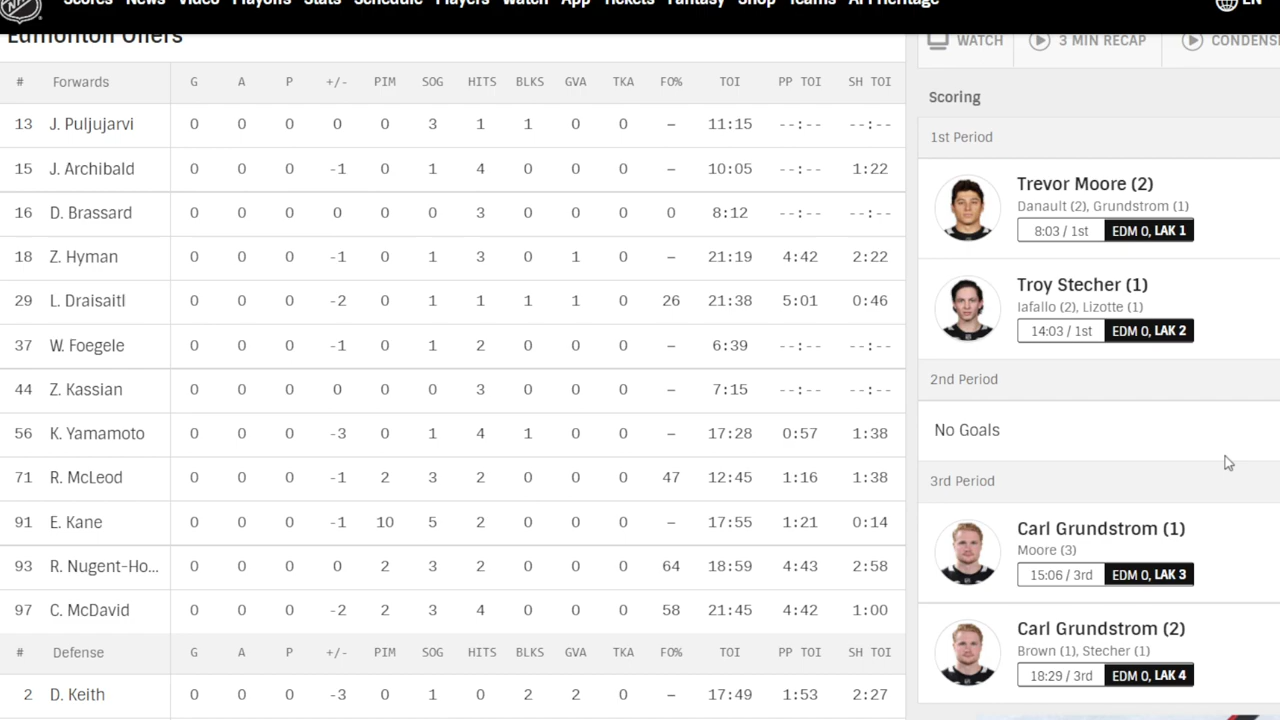 NHL
Scores News Video Playoffs Stats Schedule Players Watch App Tickets Fantasy Shop Teams All Heritage EN
Edmonton Oilers
# Forwards G A P +/- PIM SOG HITS BLKS GVA TKA FO% TOI PP TOI SH TOI
13 J. Puljujarvi 0 0 0 0 0 3 1 1 0 0 – 11:15 --:-- --:--
15 J. Archibald 0 0 0 -1 0 1 4 0 0 0 – 10:05 --:-- 1:22
16 D. Brassard 0 0 0 0 0 0 3 0 0 0 0 8:12 --:-- --:--
18 Z. Hyman 0 0 0 -1 0 1 3 0 1 0 – 21:19 4:42 2:22
29 L. Draisaitl 0 0 0 -2 0 1 1 1 1 0 26 21:38 5:01 0:46
37 W. Foegele 0 0 0 -1 0 1 2 0 0 0 – 6:39 --:-- --:--
44 Z. Kassian 0 0 0 0 0 0 3 0 0 0 – 7:15 --:-- --:--
56 K. Yamamoto 0 0 0 -3 0 1 4 1 0 0 – 17:28 0:57 1:38
71 R. McLeod 0 0 0 -1 2 3 2 0 0 0 47 12:45 1:16 1:38
91 E. Kane 0 0 0 -1 10 5 2 0 0 0 – 17:55 1:21 0:14
93 R. Nugent-Ho... 0 0 0 0 2 3 2 0 0 0 64 18:59 4:43 2:58
97 C. McDavid 0 0 0 -2 2 3 4 0 0 0 58 21:45 4:42 1:00
# Defense G A P +/- PIM SOG HITS BLKS GVA TKA FO% TOI PP TOI SH TOI
2 D. Keith 0 0 0 -3 0 1 0 2 2 0 – 17:49 1:53 2:27
WATCH 3 MIN RECAP CONDENS
Scoring
1st Period
Trevor Moore (2)
Danault (2), Grundstrom (1)
8:03 / 1st EDM 0, LAK 1
Troy Stecher (1)
Iafallo (2), Lizotte (1)
14:03 / 1st EDM 0, LAK 2
2nd Period
No Goals
3rd Period
Carl Grundstrom (1)
Moore (3)
15:06 / 3rd EDM 0, LAK 3
Carl Grundstrom (2)
Brown (1), Stecher (1)
18:29 / 3rd EDM 0, LAK 4